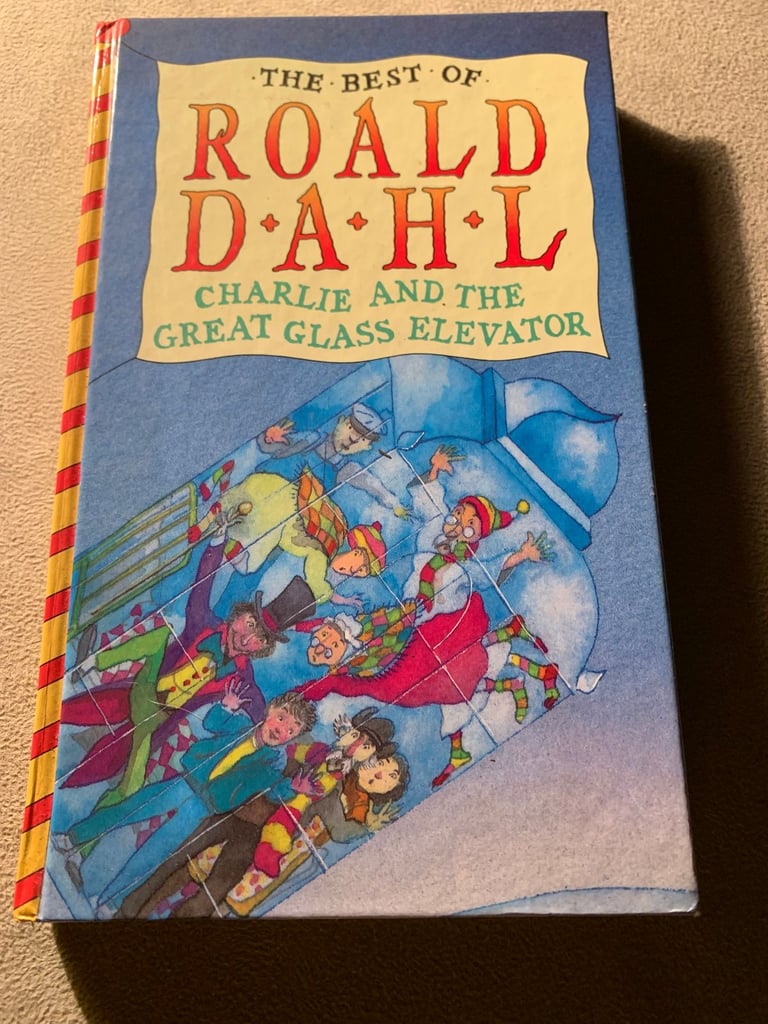 ·THE·BEST·OF·
ROALD
D·A·H·L
CHARLIE AND THE
GREAT GLASS ELEVATOR